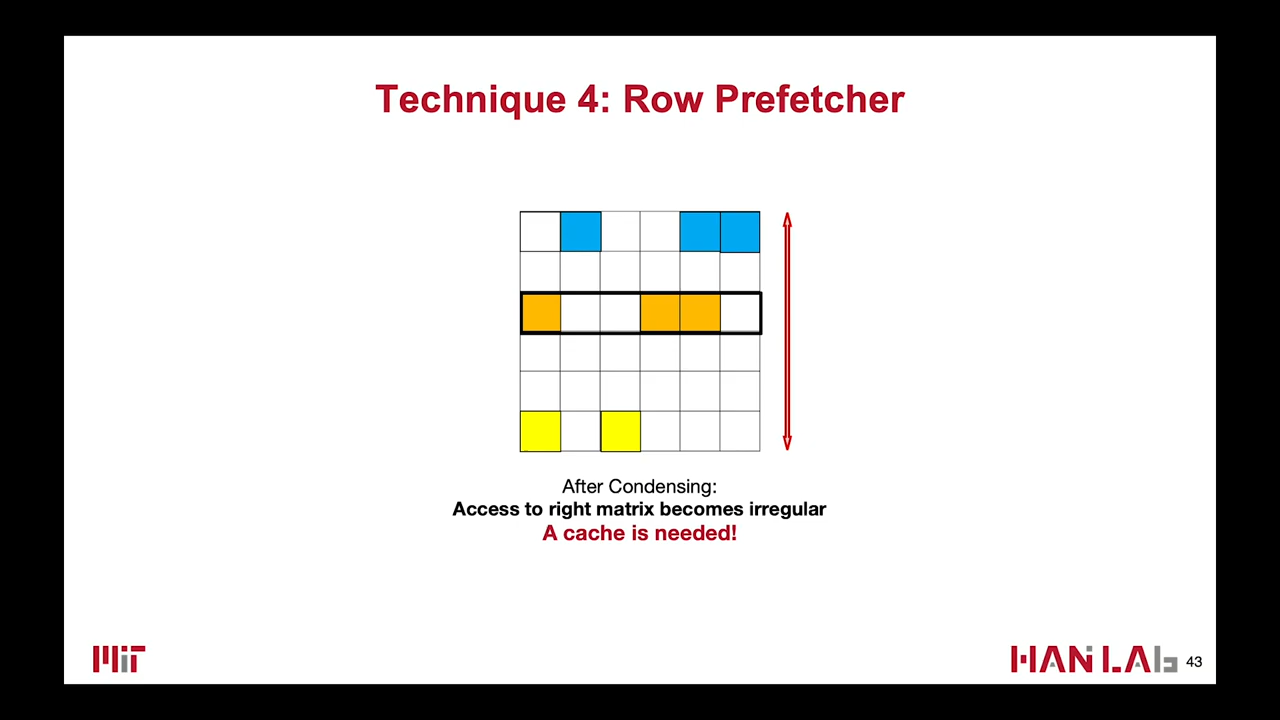 Technique 4: Row Prefetcher
After Condensing:
Access to right matrix becomes irregular
A cache is needed!
MIT
HAN LAb
43